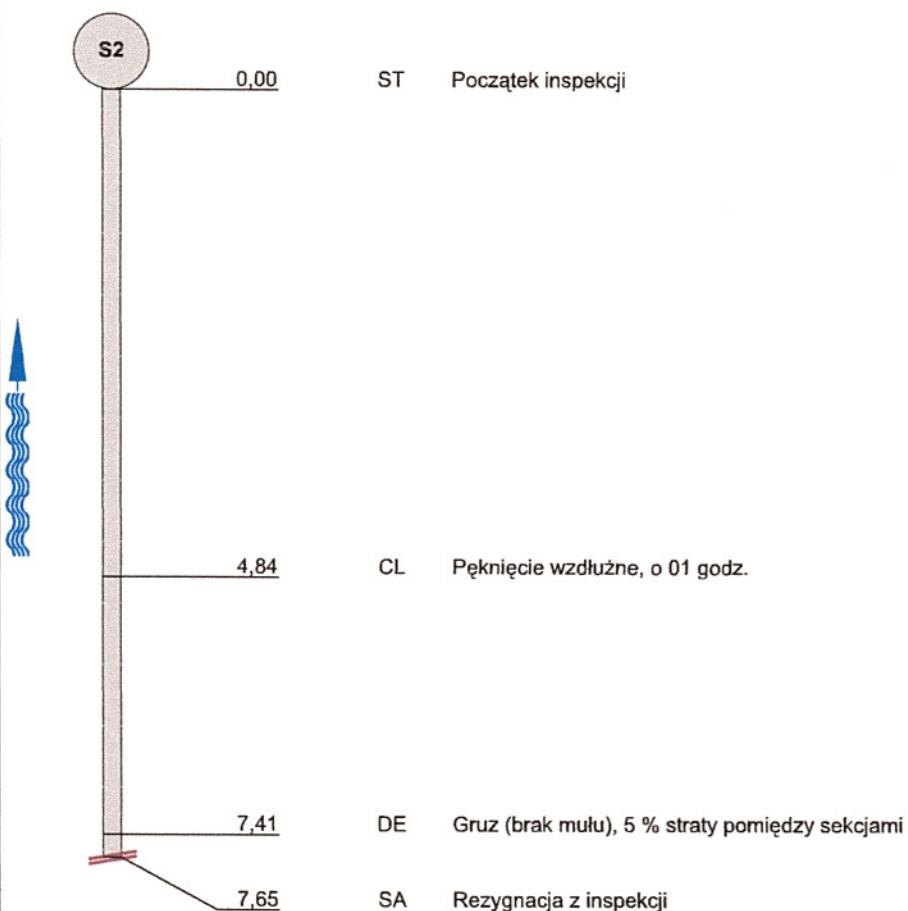 S2
0,00 ST Początek inspekcji
4,84 CL Pęknięcie wzdłużne, o 01 godz.
7,41 DE Gruz (brak mułu), 5 % straty pomiędzy sekcjami
7,65 SA Rezygnacja z inspekcji